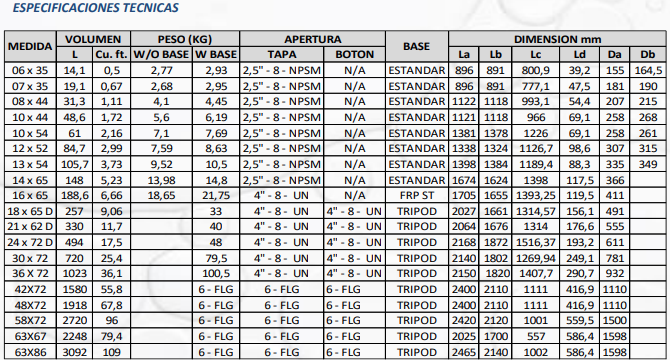 ESPECIFICACIONES TECNICAS
MEDIDA VOLUMEN PESO (KG) APERTURA BASE DIMENSION mm
L Cu. ft. W/O BASE W BASE TAPA BOTON La Lb Lc Ld Da Db
06 x 35 14,1 0,5 2,77 2,93 2,5" - 8 - NPSM N/A ESTANDAR 896 891 800,9 39,2 155 164,5
07 x 35 19,1 0,67 2,68 2,95 2,5" - 8 - NPSM N/A ESTANDAR 896 891 777,1 47,5 181 190
08 x 44 31,3 1,11 4,1 4,45 2,5" - 8 - NPSM N/A ESTANDAR 1122 1118 993,1 54,4 207 215
10 x 44 48,6 1,72 5,6 6,19 2,5" - 8 - NPSM N/A ESTANDAR 1121 1118 966 69,1 258 268
10 x 54 61 2,16 7,1 7,69 2,5" - 8 - NPSM N/A ESTANDAR 1381 1378 1226 69,1 258 261
12 x 52 84,7 2,99 7,59 8,63 2,5" - 8 - NPSM N/A ESTANDAR 1338 1324 1126,7 98,6 307 315
13 x 54 105,7 3,73 9,52 10,5 2,5" - 8 - NPSM N/A ESTANDAR 1398 1384 1189,4 88,3 335 349
14 x 65 148 5,23 13,98 14,8 2,5" - 8 - NPSM N/A ESTANDAR 1674 1624 1398 117,5 366
16 x 65 188,6 6,66 18,65 21,75 4" - 8 - UN N/A FRP ST 1705 1655 1393,25 119,5 411
18 x 65 D 257 9,06 33 4" - 8 - UN 4" - 8 - UN TRIPOD 2027 1661 1314,57 156,1 491
21 x 62 D 330 11,7 40 4" - 8 - UN 4" - 8 - UN TRIPOD 2064 1676 1314 176,6 555
24 x 72 D 494 17,5 48 4" - 8 - UN 4" - 8 - UN TRIPOD 2168 1872 1516,37 193,2 611
30 x 72 720 25,4 79,5 4" - 8 - UN 4" - 8 - UN TRIPOD 2140 1802 1269,94 249,1 781
36 X 72 1023 36,1 100,5 4" - 8 - UN 4" - 8 - UN TRIPOD 2150 1820 1407,7 290,7 932
42X72 1580 55,8 6 - FLG 6 - FLG 6 - FLG TRIPOD 2400 2110 1111 416,9 1110
48X72 1918 67,8 6 - FLG 6 - FLG 6 - FLG TRIPOD 2400 2110 1111 416,9 1110
58X72 2720 96 6 - FLG 6 - FLG 6 - FLG TRIPOD 2420 2120 1001 559,5 1500
63X67 2248 79,4 6 - FLG 6 - FLG 6 - FLG TRIPOD 2025 1700 557 586,4 1598
63X86 3092 109 6 - FLG 6 - FLG 6 - FLG TRIPOD 2465 2140 1002 586,4 1598